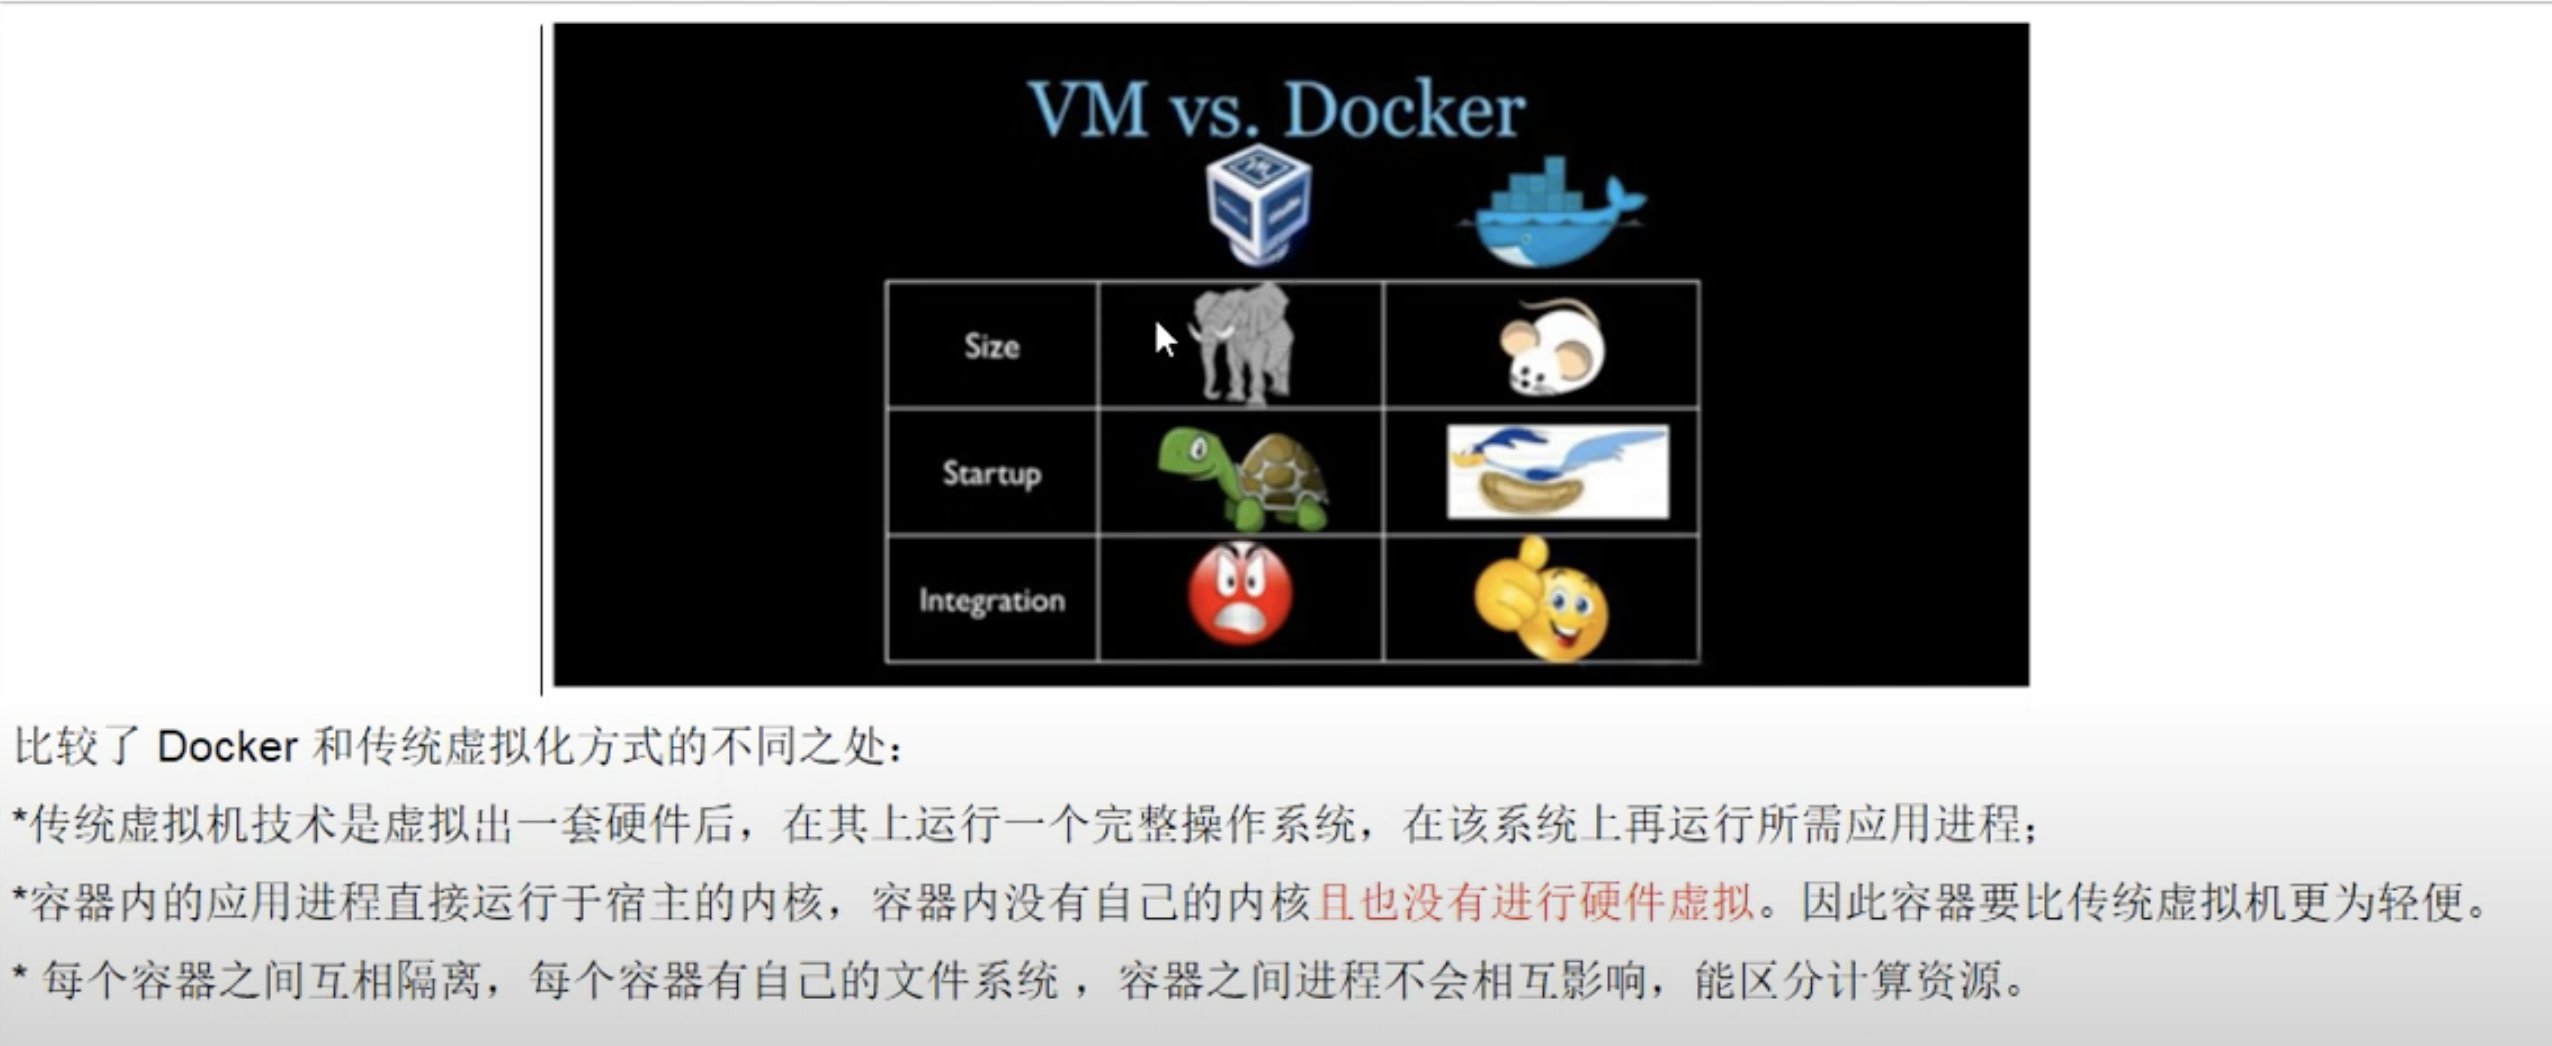 VM vs. Docker
Size
Startup
Integration
比较了 Docker 和传统虚拟化方式的不同之处：
*传统虚拟机技术是虚拟出一套硬件后，在其上运行一个完整操作系统，在该系统上再运行所需应用进程；
*容器内的应用进程直接运行于宿主的内核，容器内没有自己的内核且也没有进行硬件虚拟。因此容器要比传统虚拟机更为轻便。
* 每个容器之间互相隔离，每个容器有自己的文件系统 ，容器之间进程不会相互影响，能区分计算资源。